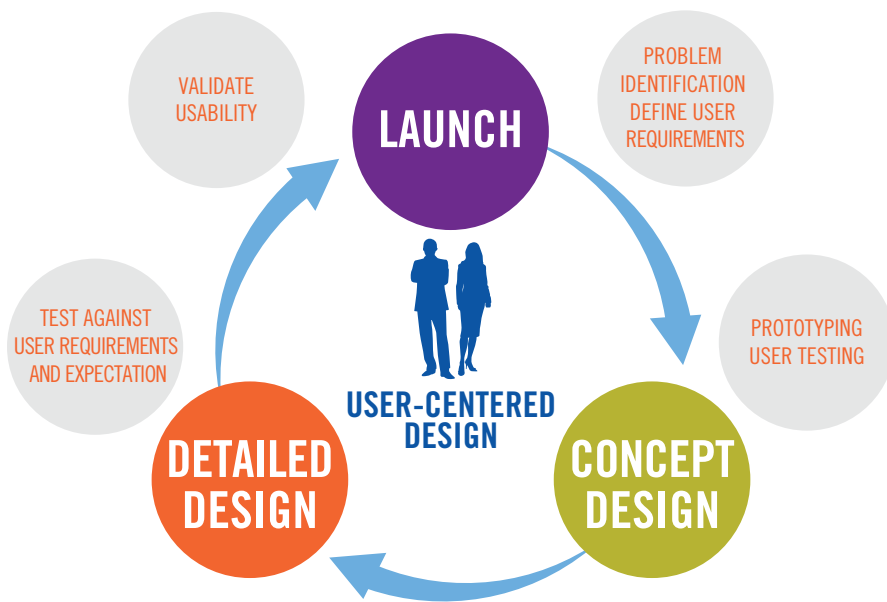 VALIDATE
USABILITY
LAUNCH
PROBLEM
IDENTIFICATION
DEFINE USER
REQUIREMENTS
TEST AGAINST
USER REQUIREMENTS
AND EXPECTATION
PROTOTYPING
USER TESTING
USER-CENTERED
DESIGN
DETAILED
DESIGN
CONCEPT
DESIGN